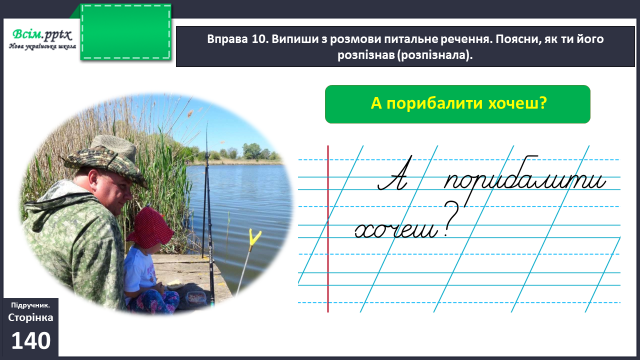 Всім.pptx
Нова українська школа
Вправа 10. Випиши з розмови питальне речення. Поясни, як ти його
розпізнав (розпізнала).
А порибалити хочеш?
А порибалити
хочеш?
Підручник.
Сторінка
140